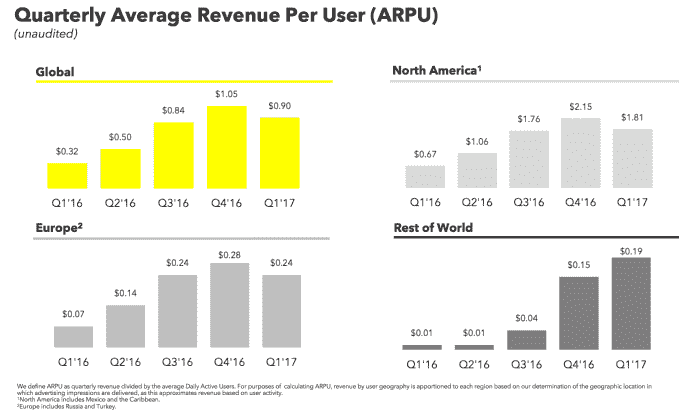 Quarterly Average Revenue Per User (ARPU)
(unaudited)
Global
$0.32
$0.50
$0.84
$1.05
$0.90
Q1'16 Q2'16 Q3'16 Q4'16 Q1'17
North America¹
$0.67
$1.06
$1.76
$2.15
$1.81
Q1'16 Q2'16 Q3'16 Q4'16 Q1'17
Europe²
$0.07
$0.14
$0.24
$0.28
$0.24
Q1'16 Q2'16 Q3'16 Q4'16 Q1'17
Rest of World
$0.01
$0.01
$0.04
$0.15
$0.19
Q1'16 Q2'16 Q3'16 Q4'16 Q1'17
We define ARPU as quarterly revenue divided by the average Daily Active Users. For purposes of calculating ARPU, revenue by user geography is apportioned to each region based on our determination of the geographic location in
which advertising impressions are delivered, as this approximates revenue based on user activity.
¹North America includes Mexico and the Caribbean.
²Europe includes Russia and Turkey.